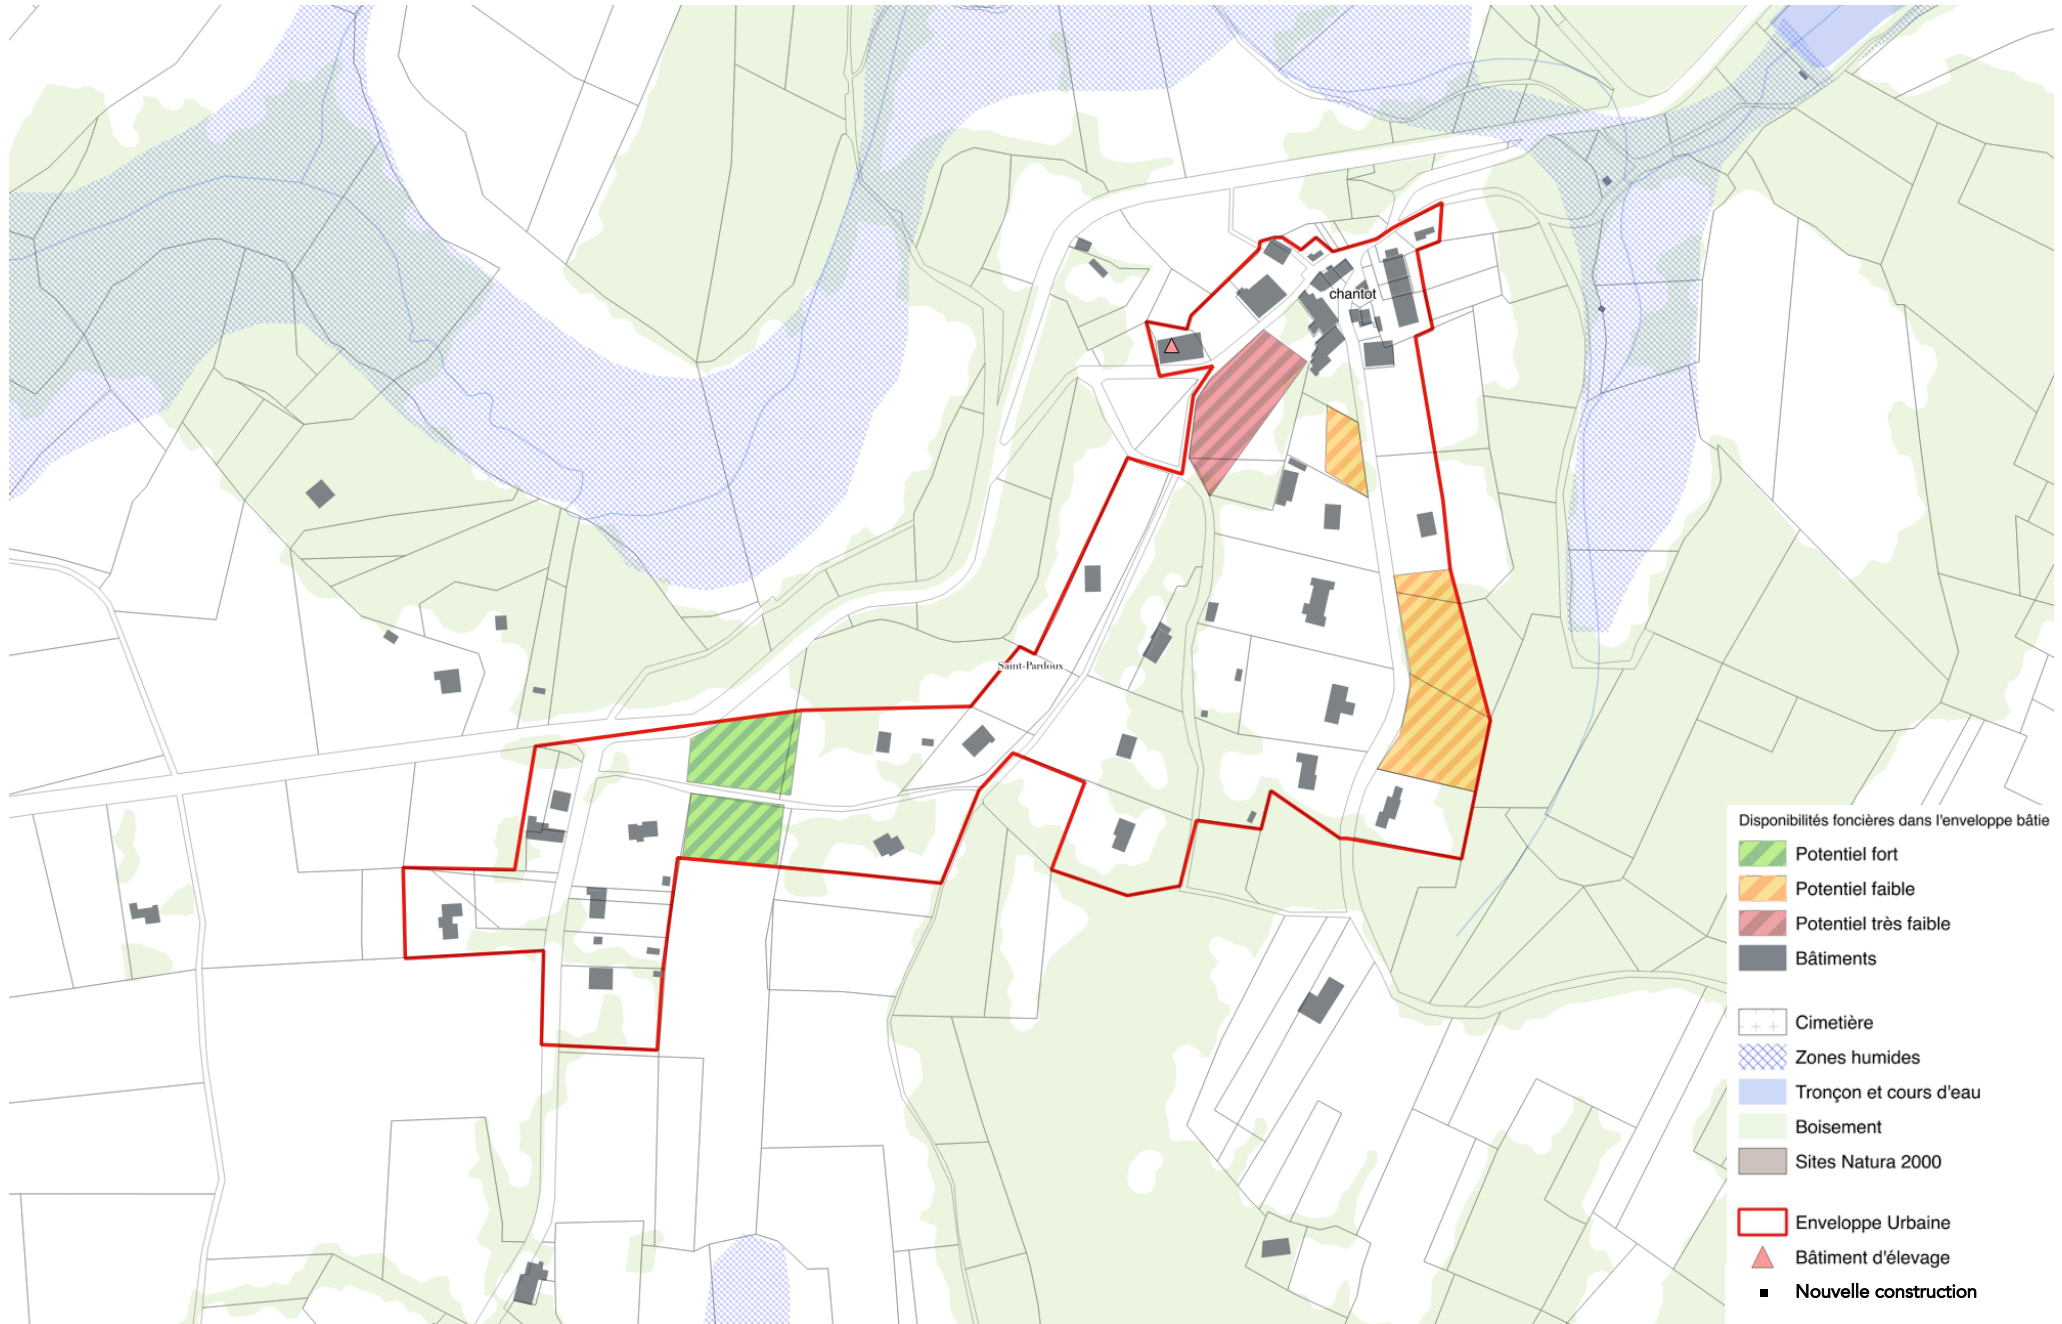 chantot
Saint-Pardoux
Disponibilités foncières dans l'enveloppe bâtie
Potentiel fort
Potentiel faible
Potentiel très faible
Bâtiments
Cimetière
Zones humides
Tronçon et cours d'eau
Boisement
Sites Natura 2000
Enveloppe Urbaine
Bâtiment d'élevage
Nouvelle construction